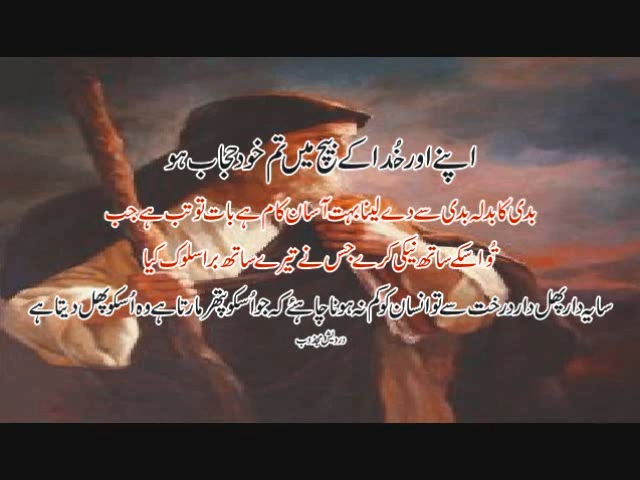 اپنے اور خُدا کے بیچ میں تم خود حجاب ہو
بدی کا بدلہ بدی سے دے لینا بہت آسان کام ہے بات تو تب ہے جب
تُو اسکے ساتھ نیکی کرے جس نے تیرے ساتھ برا سلوک کیا
سایہ دار پھل دار درخت سے تو انسان کو کم نہ ہونا چاہئے کہ جو اُسکو پتھر مارتا ہے وہ اُسکو پھل دیتا ہے
درویش مجذوب